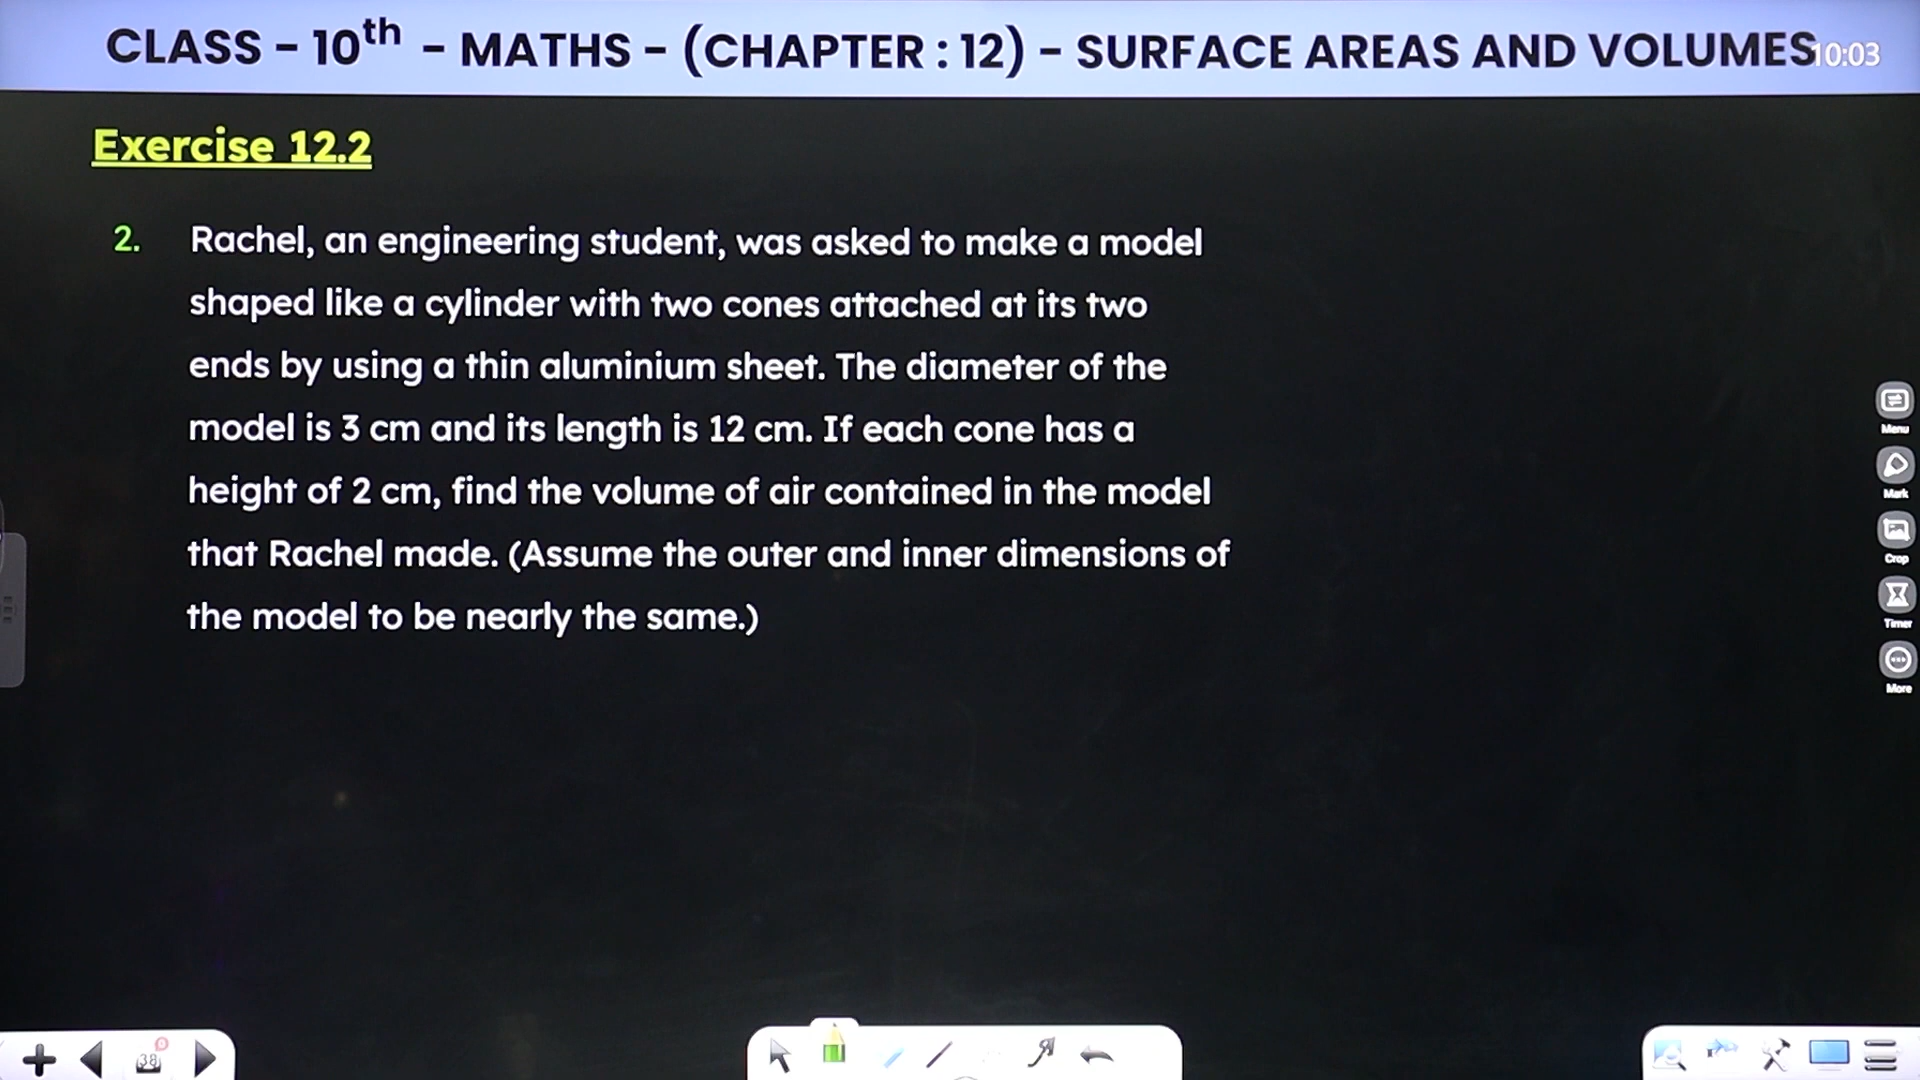 CLASS – 10th – MATHS – (CHAPTER : 12) – SURFACE AREAS AND VOLUMES
10:03
Exercise 12.2
2. Rachel, an engineering student, was asked to make a model
shaped like a cylinder with two cones attached at its two
ends by using a thin aluminium sheet. The diameter of the
model is 3 cm and its length is 12 cm. If each cone has a
height of 2 cm, find the volume of air contained in the model
that Rachel made. (Assume the outer and inner dimensions of
the model to be nearly the same.)
Menu
Mark
Crop
Timer
More
38